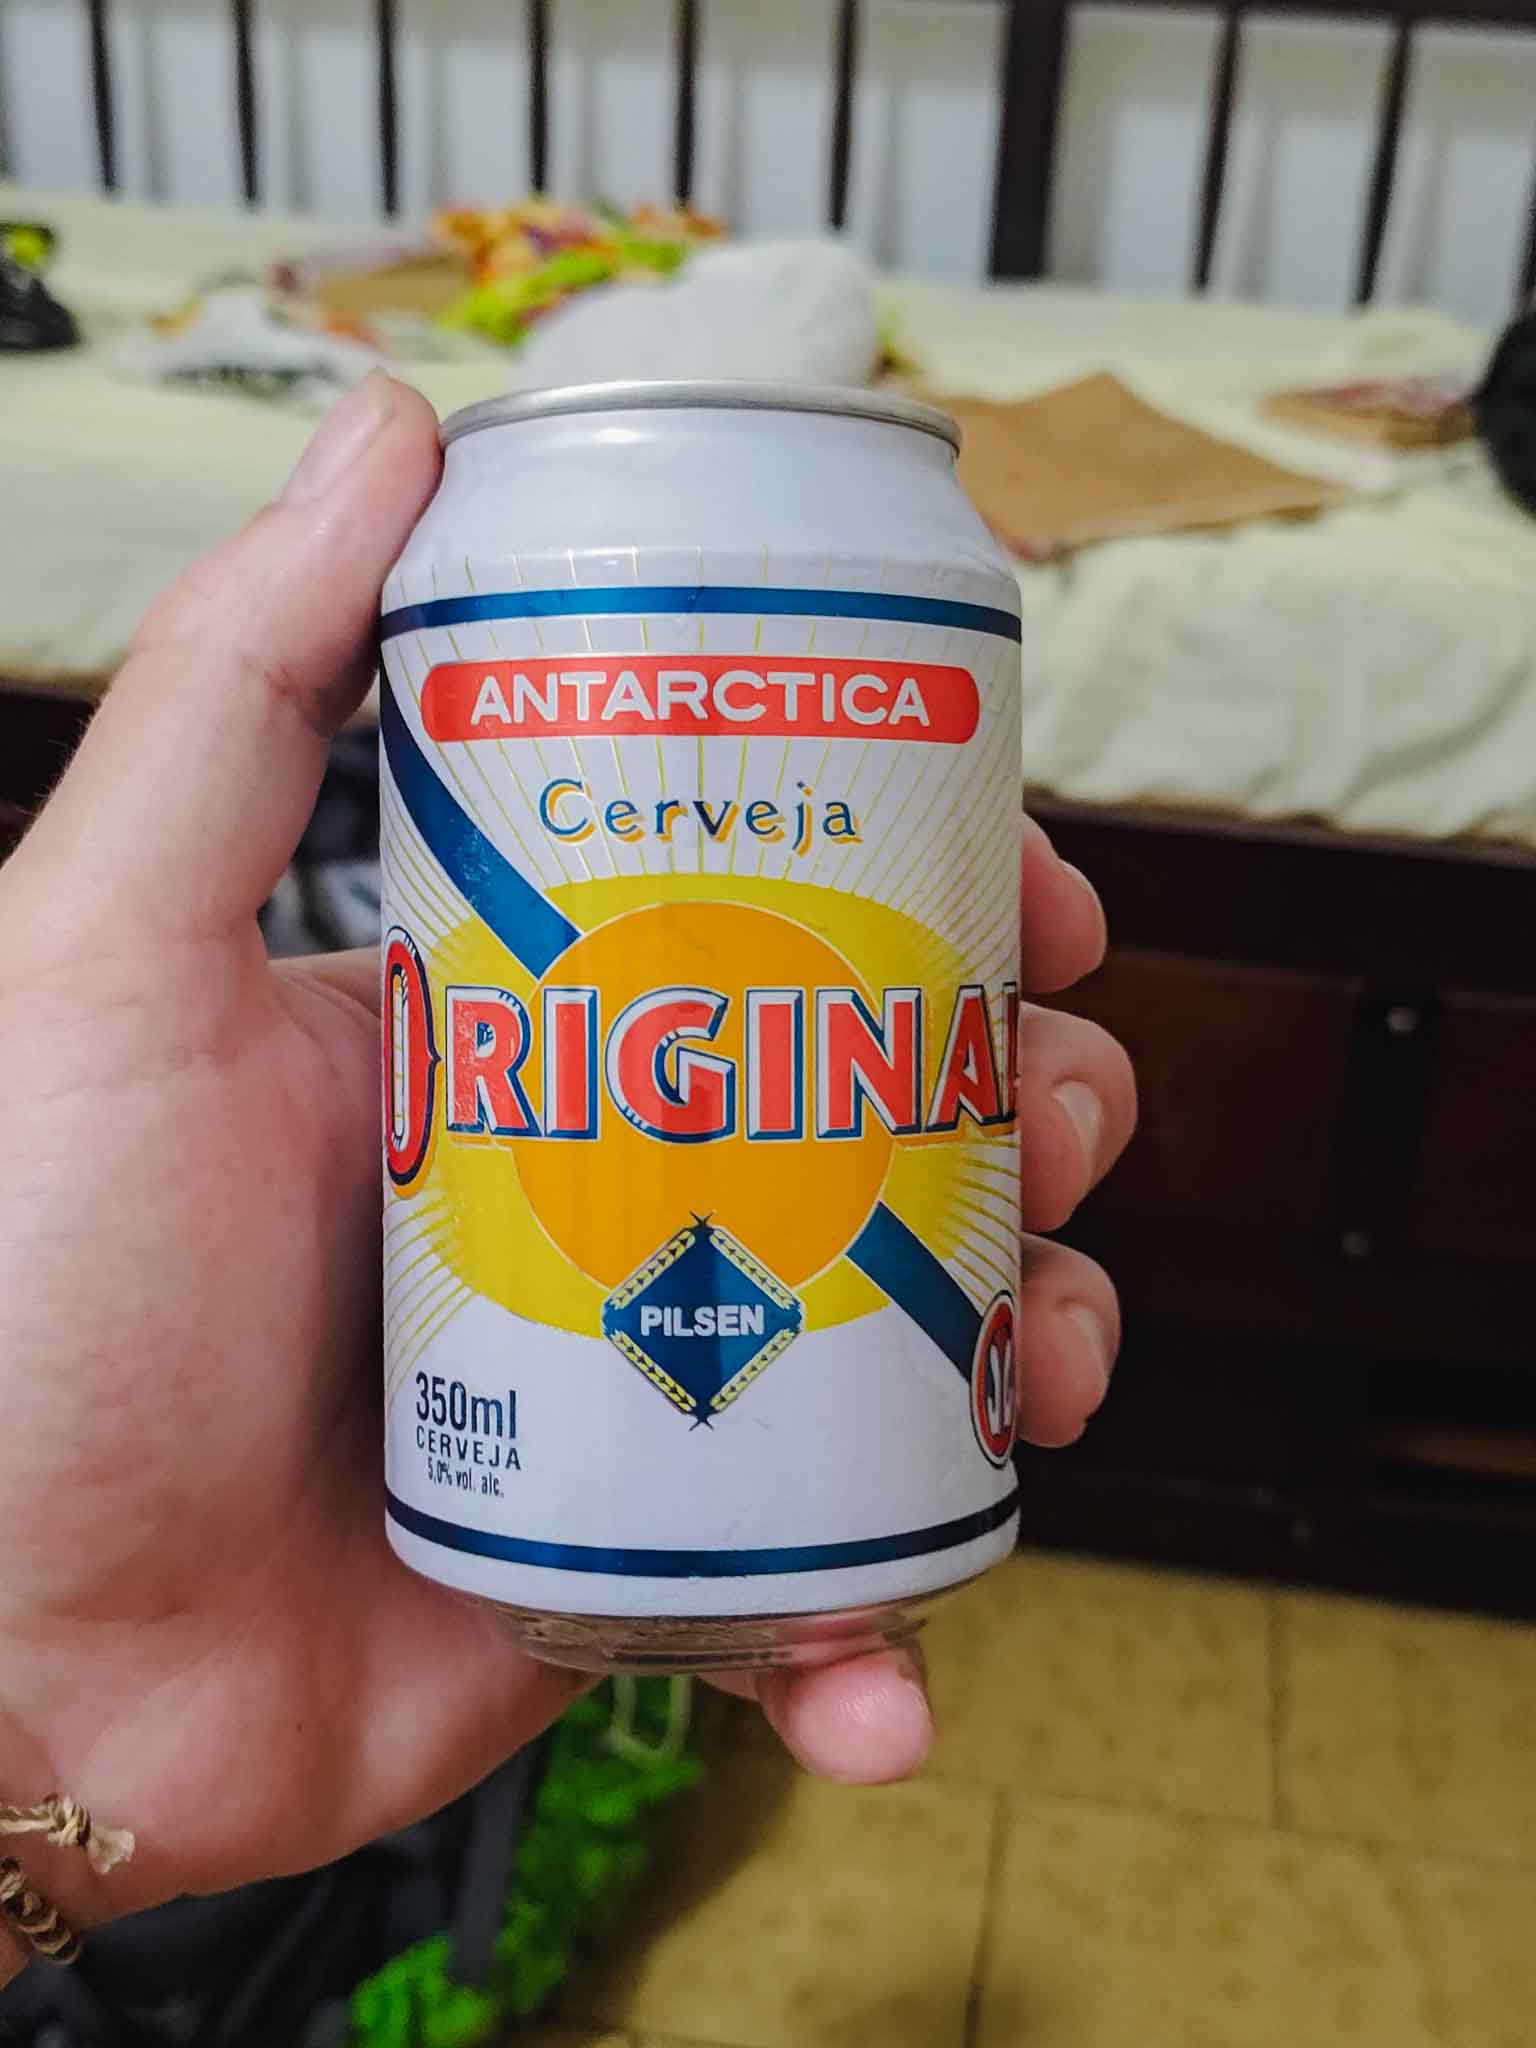 ANTARCTICA
Cerveja
ORIGINAL
PILSEN
350ml
CERVEJA
5,0% vol. alc.